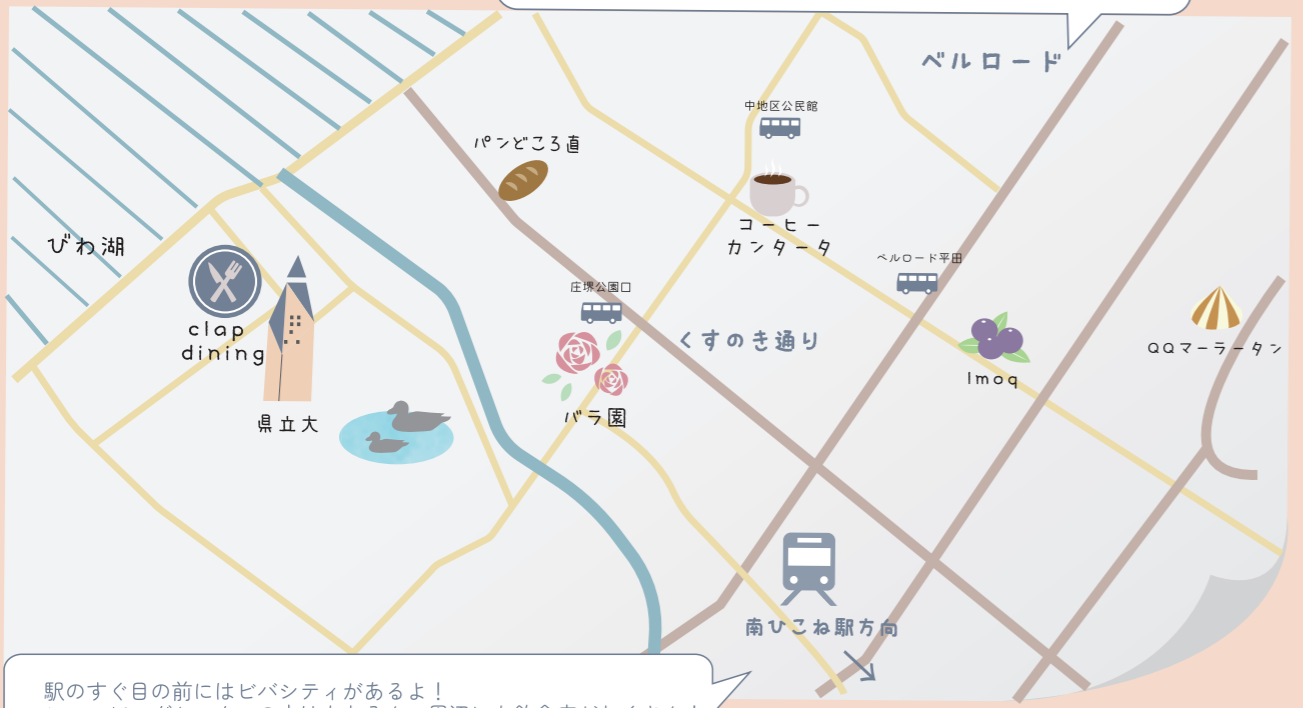 ベルロード
中地区公民館
パンどころ直
コーヒー
カンタータ
びわ湖
ベルロード平田
庄堺公園口
clap
dining
くすのき通り
QQマーラータン
Imoq
県立大
バラ園
南ひこね駅方向
駅のすぐ目の前にはビバシティがあるよ！